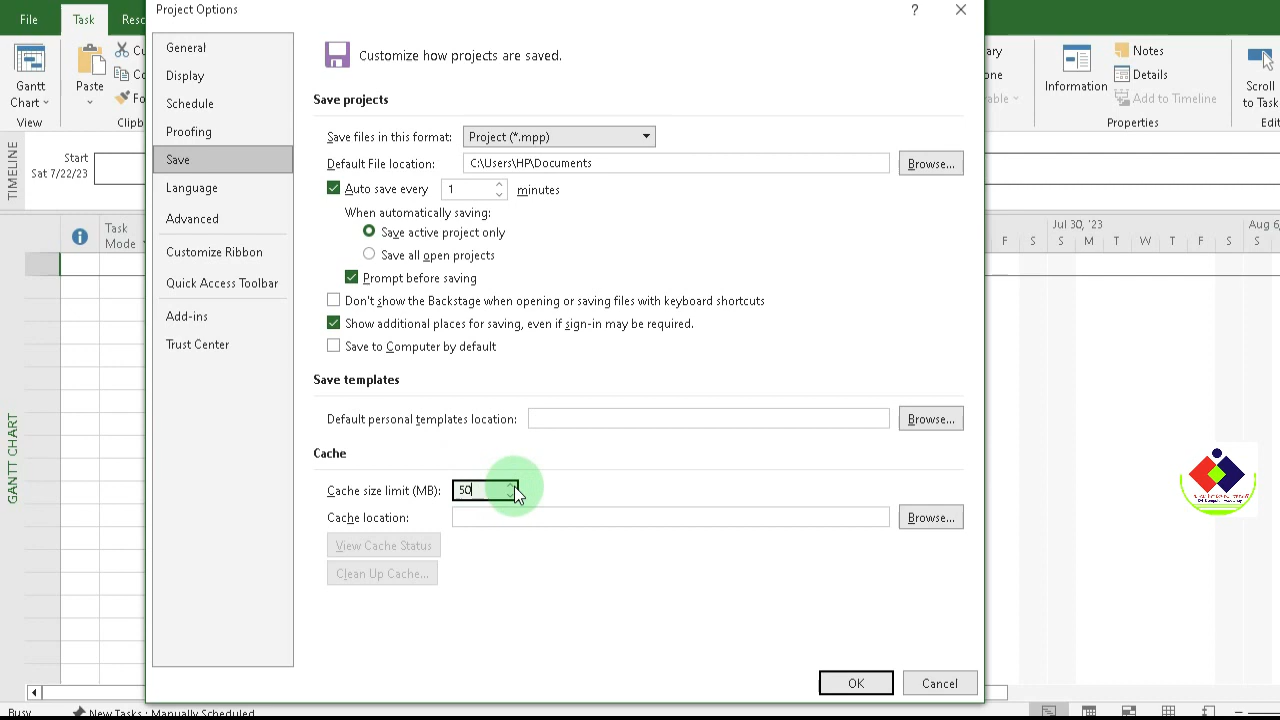 Project Options
?
File
Task
Gantt
Chart
View
Paste
Clipb
Information
Notes
Details
Add to Timeline
Properties
Scroll
to Task
TIMELINE
Start
Sat 7/22/23
Task
Mode
Jul 30, '23
Aug 6
F S S M T W T F S S
GANTT CHART
General
Display
Schedule
Proofing
Save
Language
Advanced
Customize Ribbon
Quick Access Toolbar
Add-ins
Trust Center
Customize how projects are saved.
Save projects
Save files in this format: Project (*.mpp)
Default File location: C:\Users\HP\Documents Browse...
Auto save every 1 minutes
When automatically saving:
Save active project only
Save all open projects
Prompt before saving
Don't show the Backstage when opening or saving files with keyboard shortcuts
Show additional places for saving, even if sign-in may be required.
Save to Computer by default
Save templates
Default personal templates location: Browse...
Cache
Cache size limit (MB): 50
Cache location: Browse...
View Cache Status
Clean Up Cache...
OK Cancel
Busy New Tasks : Manually Scheduled